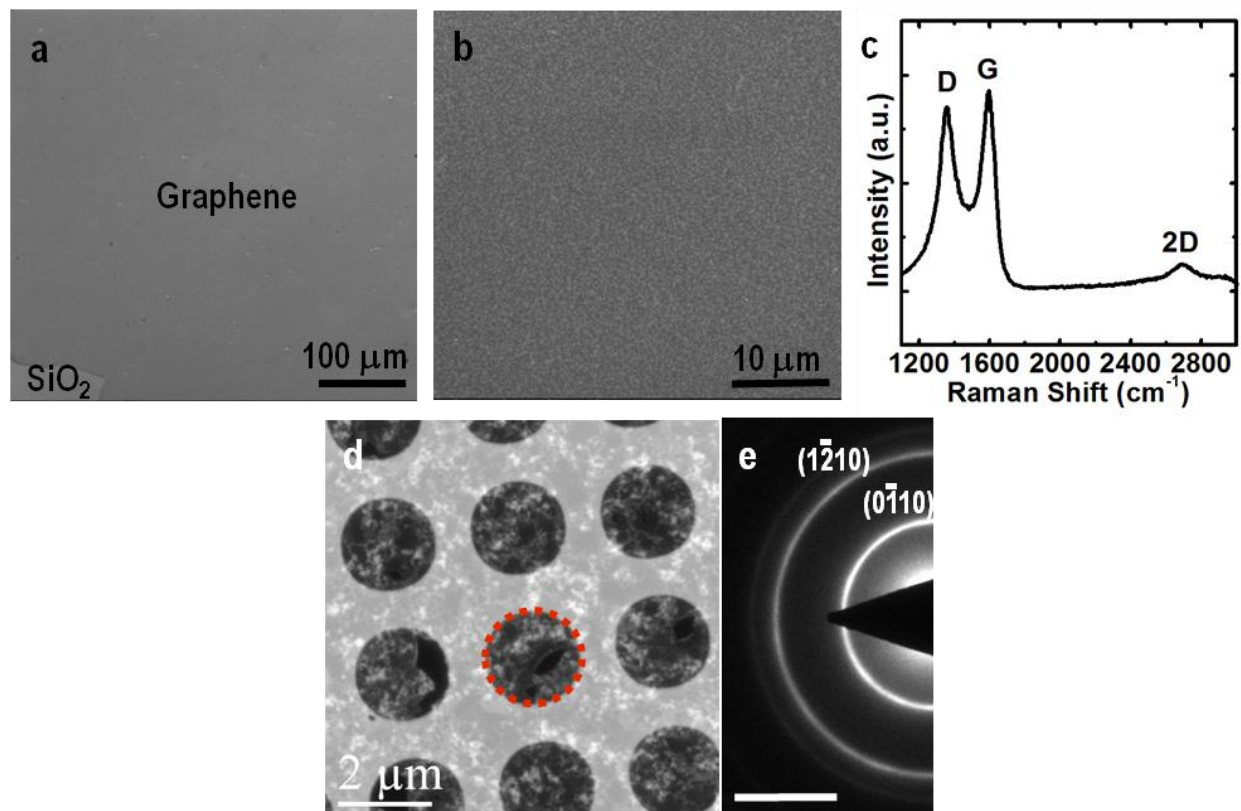 a
Graphene
SiO₂
100 μm
b
10 μm
c
D
G
2D
Intensity (a.u.)
1200 1600 2000 2400 2800
Raman Shift (cm⁻¹)
d
2 μm
e
(12̄10)
(01̄10)